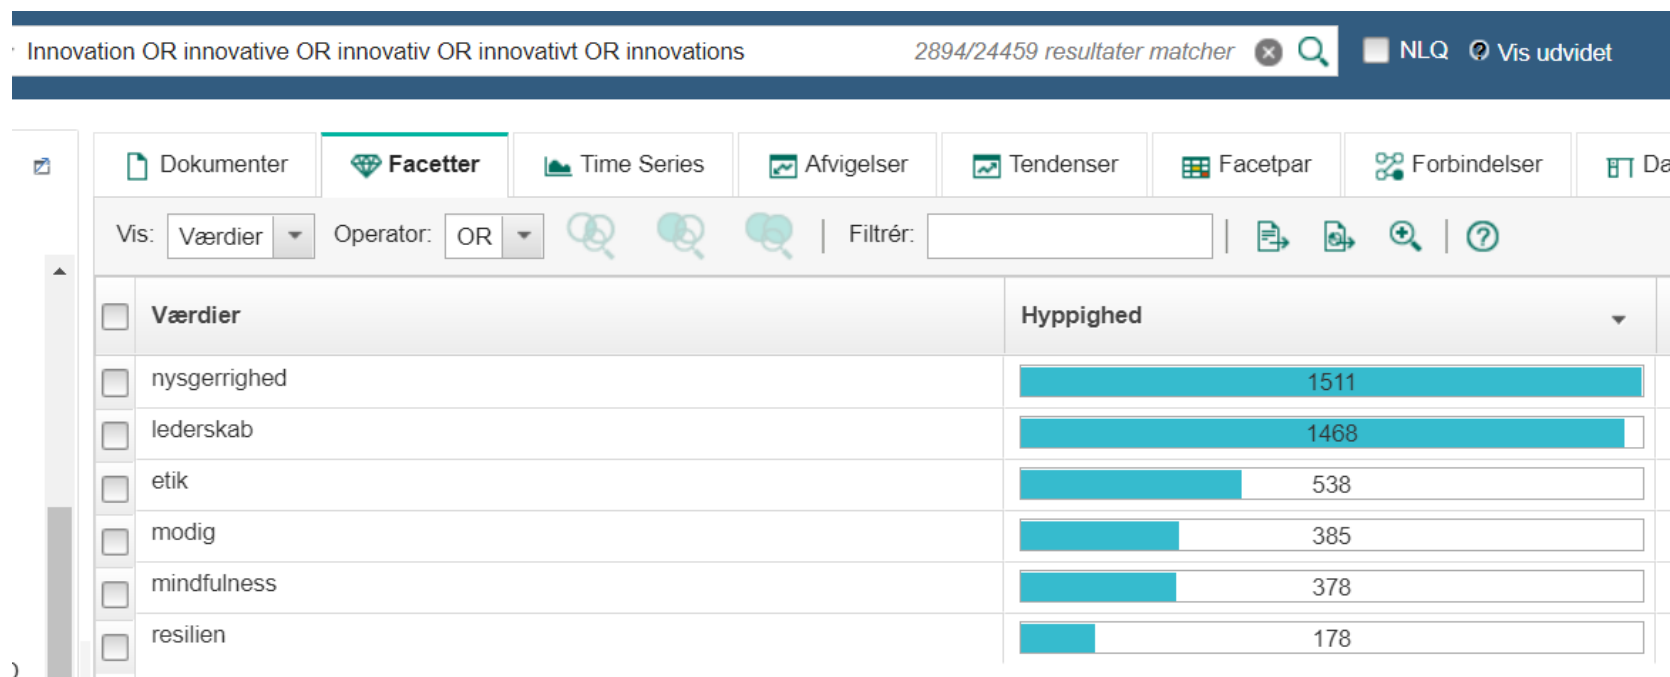 Innovation OR innovative OR innovativ OR innovativt OR innovations 2894/24459 resultater matcher NLQ Vis udvidet
Dokumenter Facetter Time Series Afvigelser Tendenser Facetpar Forbindelser Da
Vis: Værdier Operator: OR Filtrér:
Værdier Hyppighed
nysgerrighed 1511
lederskab 1468
etik 538
modig 385
mindfulness 378
resilien 178